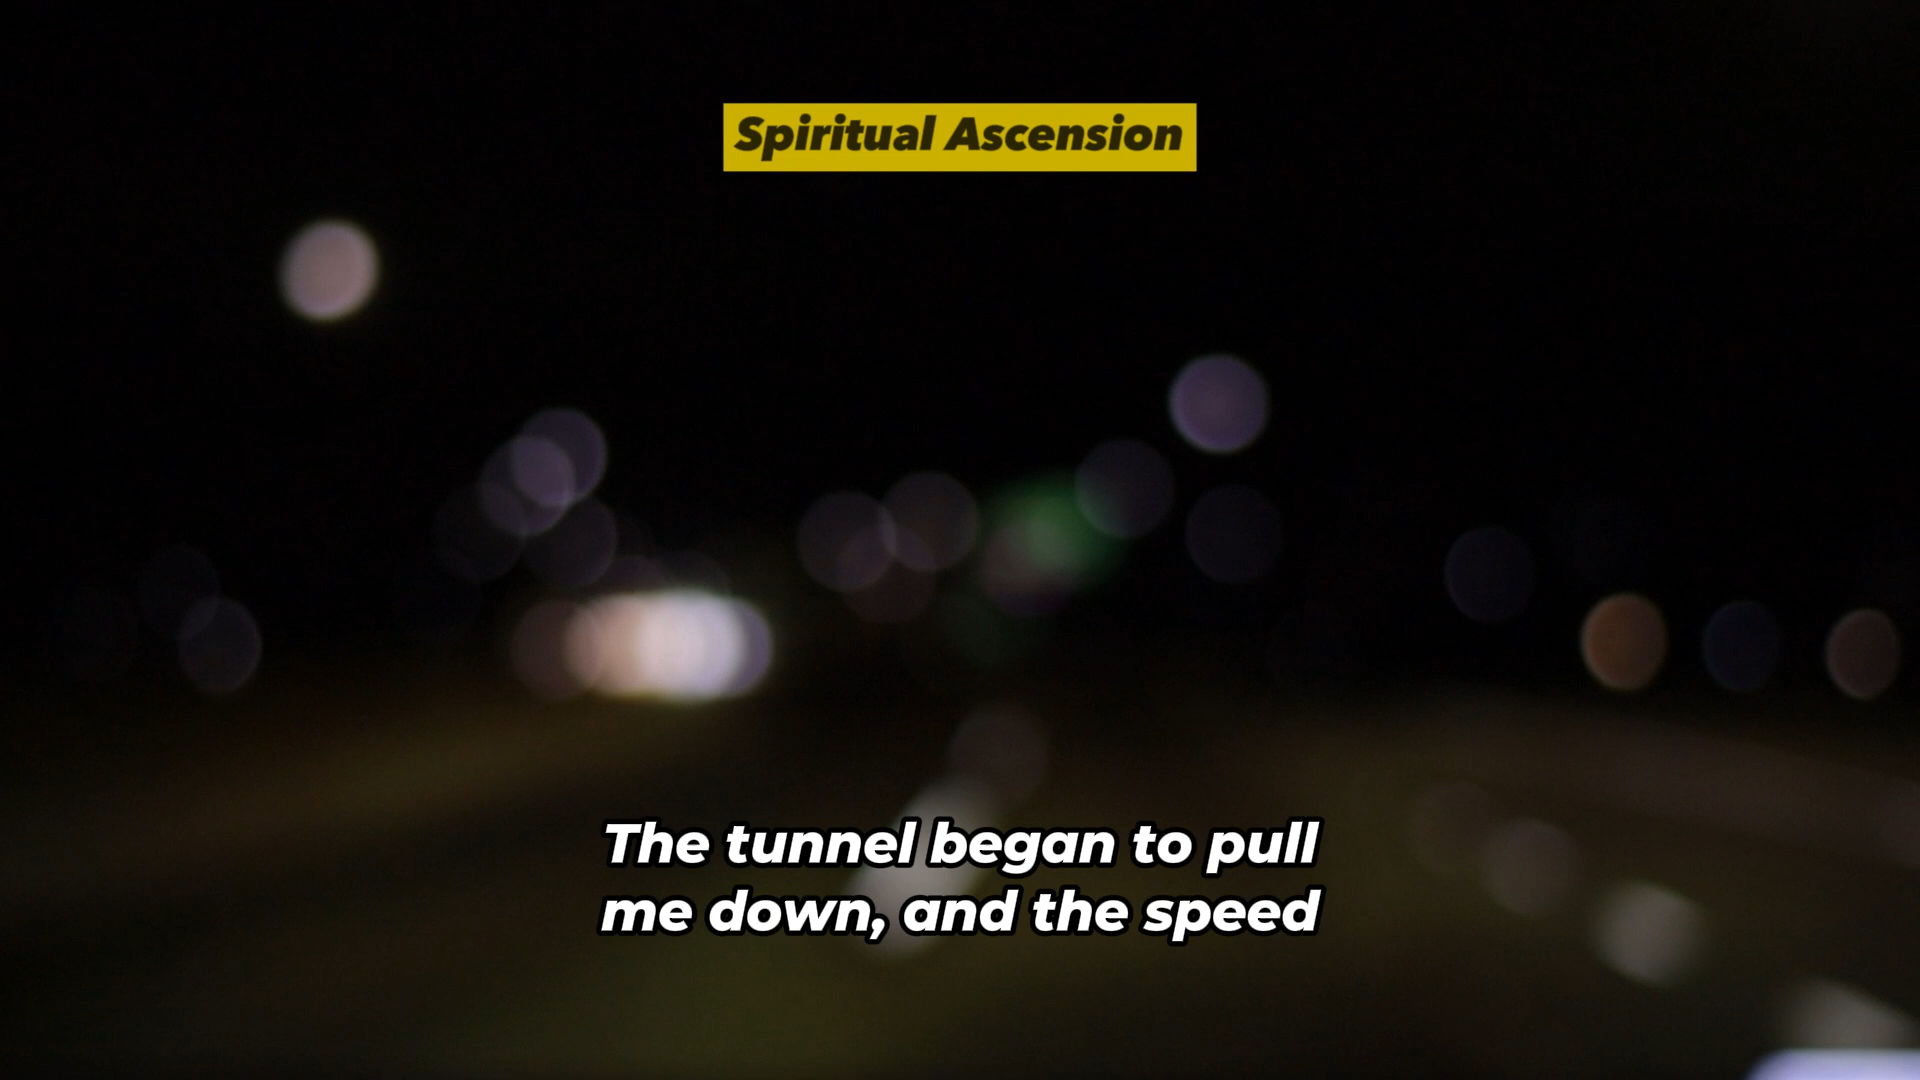 Spiritual Ascension
The tunnel began to pull
me down, and the speed